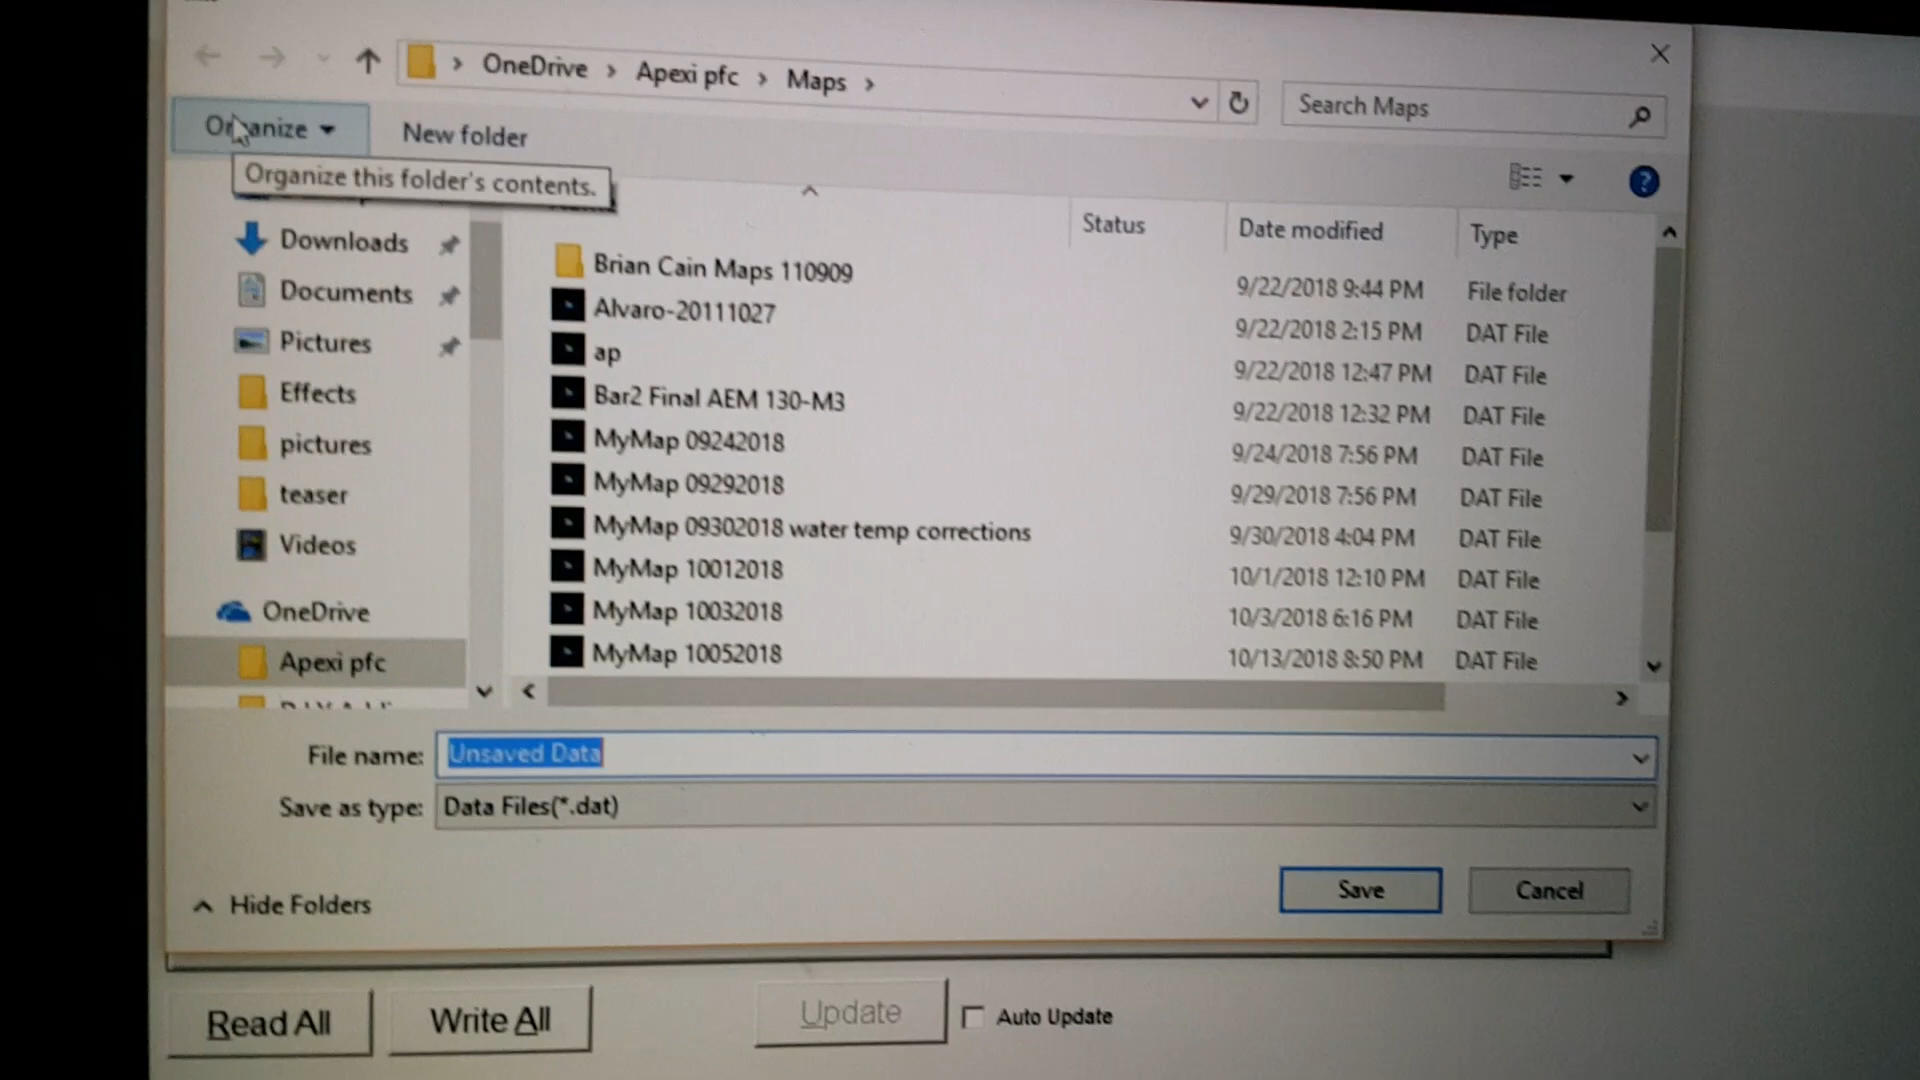 OneDrive > Apexi pfc > Maps >
Search Maps
Organize
New folder
Organize this folder's contents.
Status
Date modified
Type
Downloads
Documents
Pictures
Effects
pictures
teaser
Videos
OneDrive
Apexi pfc
Brian Cain Maps 110909 9/22/2018 9:44 PM File folder
Alvaro-20111027 9/22/2018 2:15 PM DAT File
ap 9/22/2018 12:47 PM DAT File
Bar2 Final AEM 130-M3 9/22/2018 12:32 PM DAT File
MyMap 09242018 9/24/2018 7:56 PM DAT File
MyMap 09292018 9/29/2018 7:56 PM DAT File
MyMap 09302018 water temp corrections 9/30/2018 4:04 PM DAT File
MyMap 10012018 10/1/2018 12:10 PM DAT File
MyMap 10032018 10/3/2018 6:16 PM DAT File
MyMap 10052018 10/13/2018 8:50 PM DAT File
File name: Unsaved Data
Save as type: Data Files(*.dat)
Hide Folders
Save
Cancel
Read All
Write All
Update
Auto Update